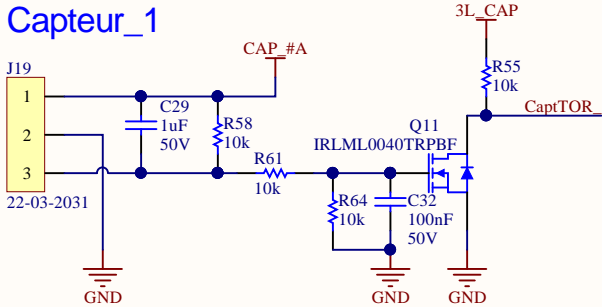 Capteur_1
3L_CAP
CAP_#A
J19
1
2
3
22-03-2031
C29
1uF
50V
R58
10k
R61
10k
R55
10k
Q11
IRLML0040TRPBF
CaptTOR_
R64
10k
C32
100nF
50V
GND
GND
GND